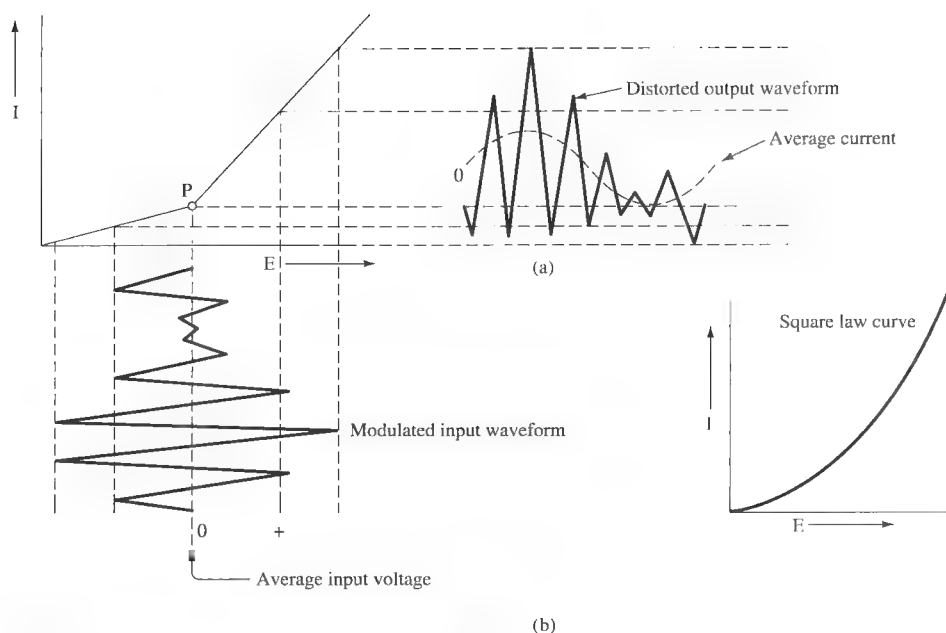 I
P
E
Distorted output waveform
Average current
0
(a)
Square law curve
I
E
Modulated input waveform
0 +
Average input voltage
(b)